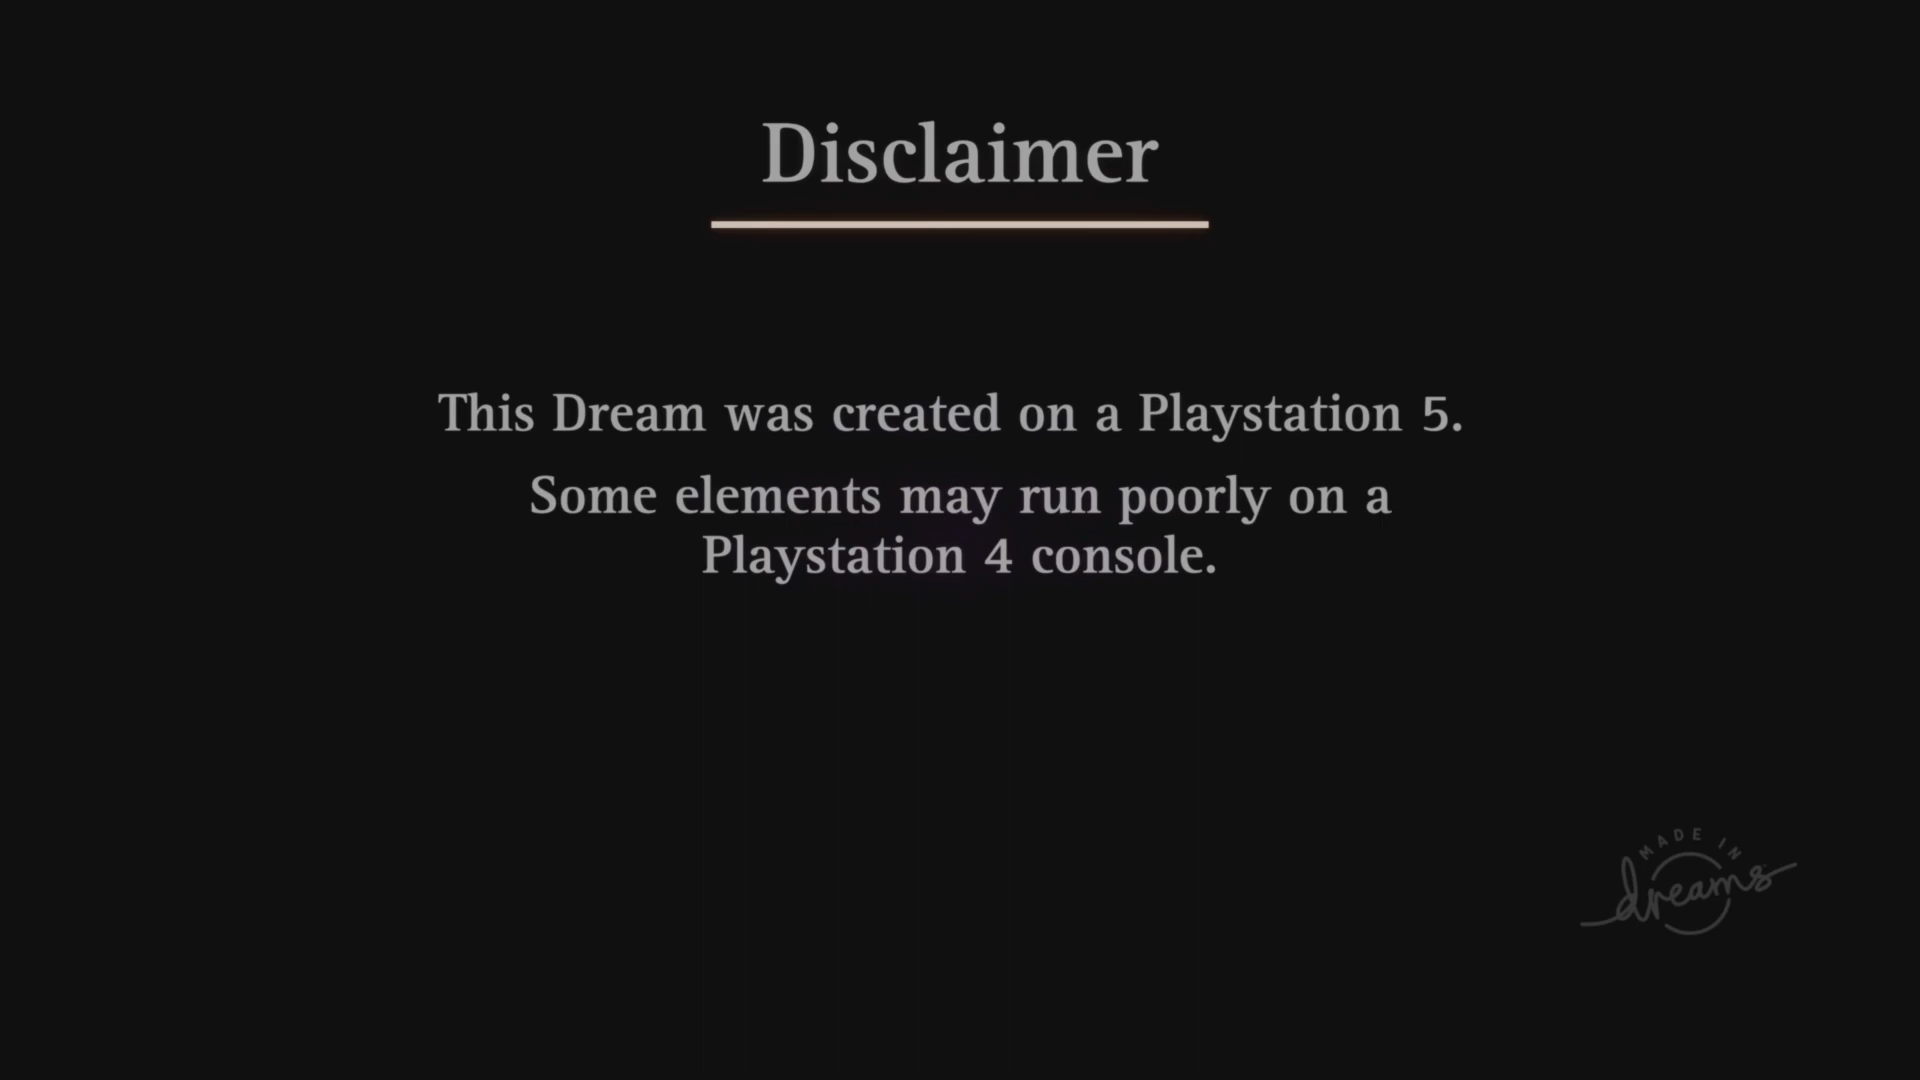 Disclaimer
This Dream was created on a Playstation 5.
Some elements may run poorly on a
Playstation 4 console.
MADE IN
dreams